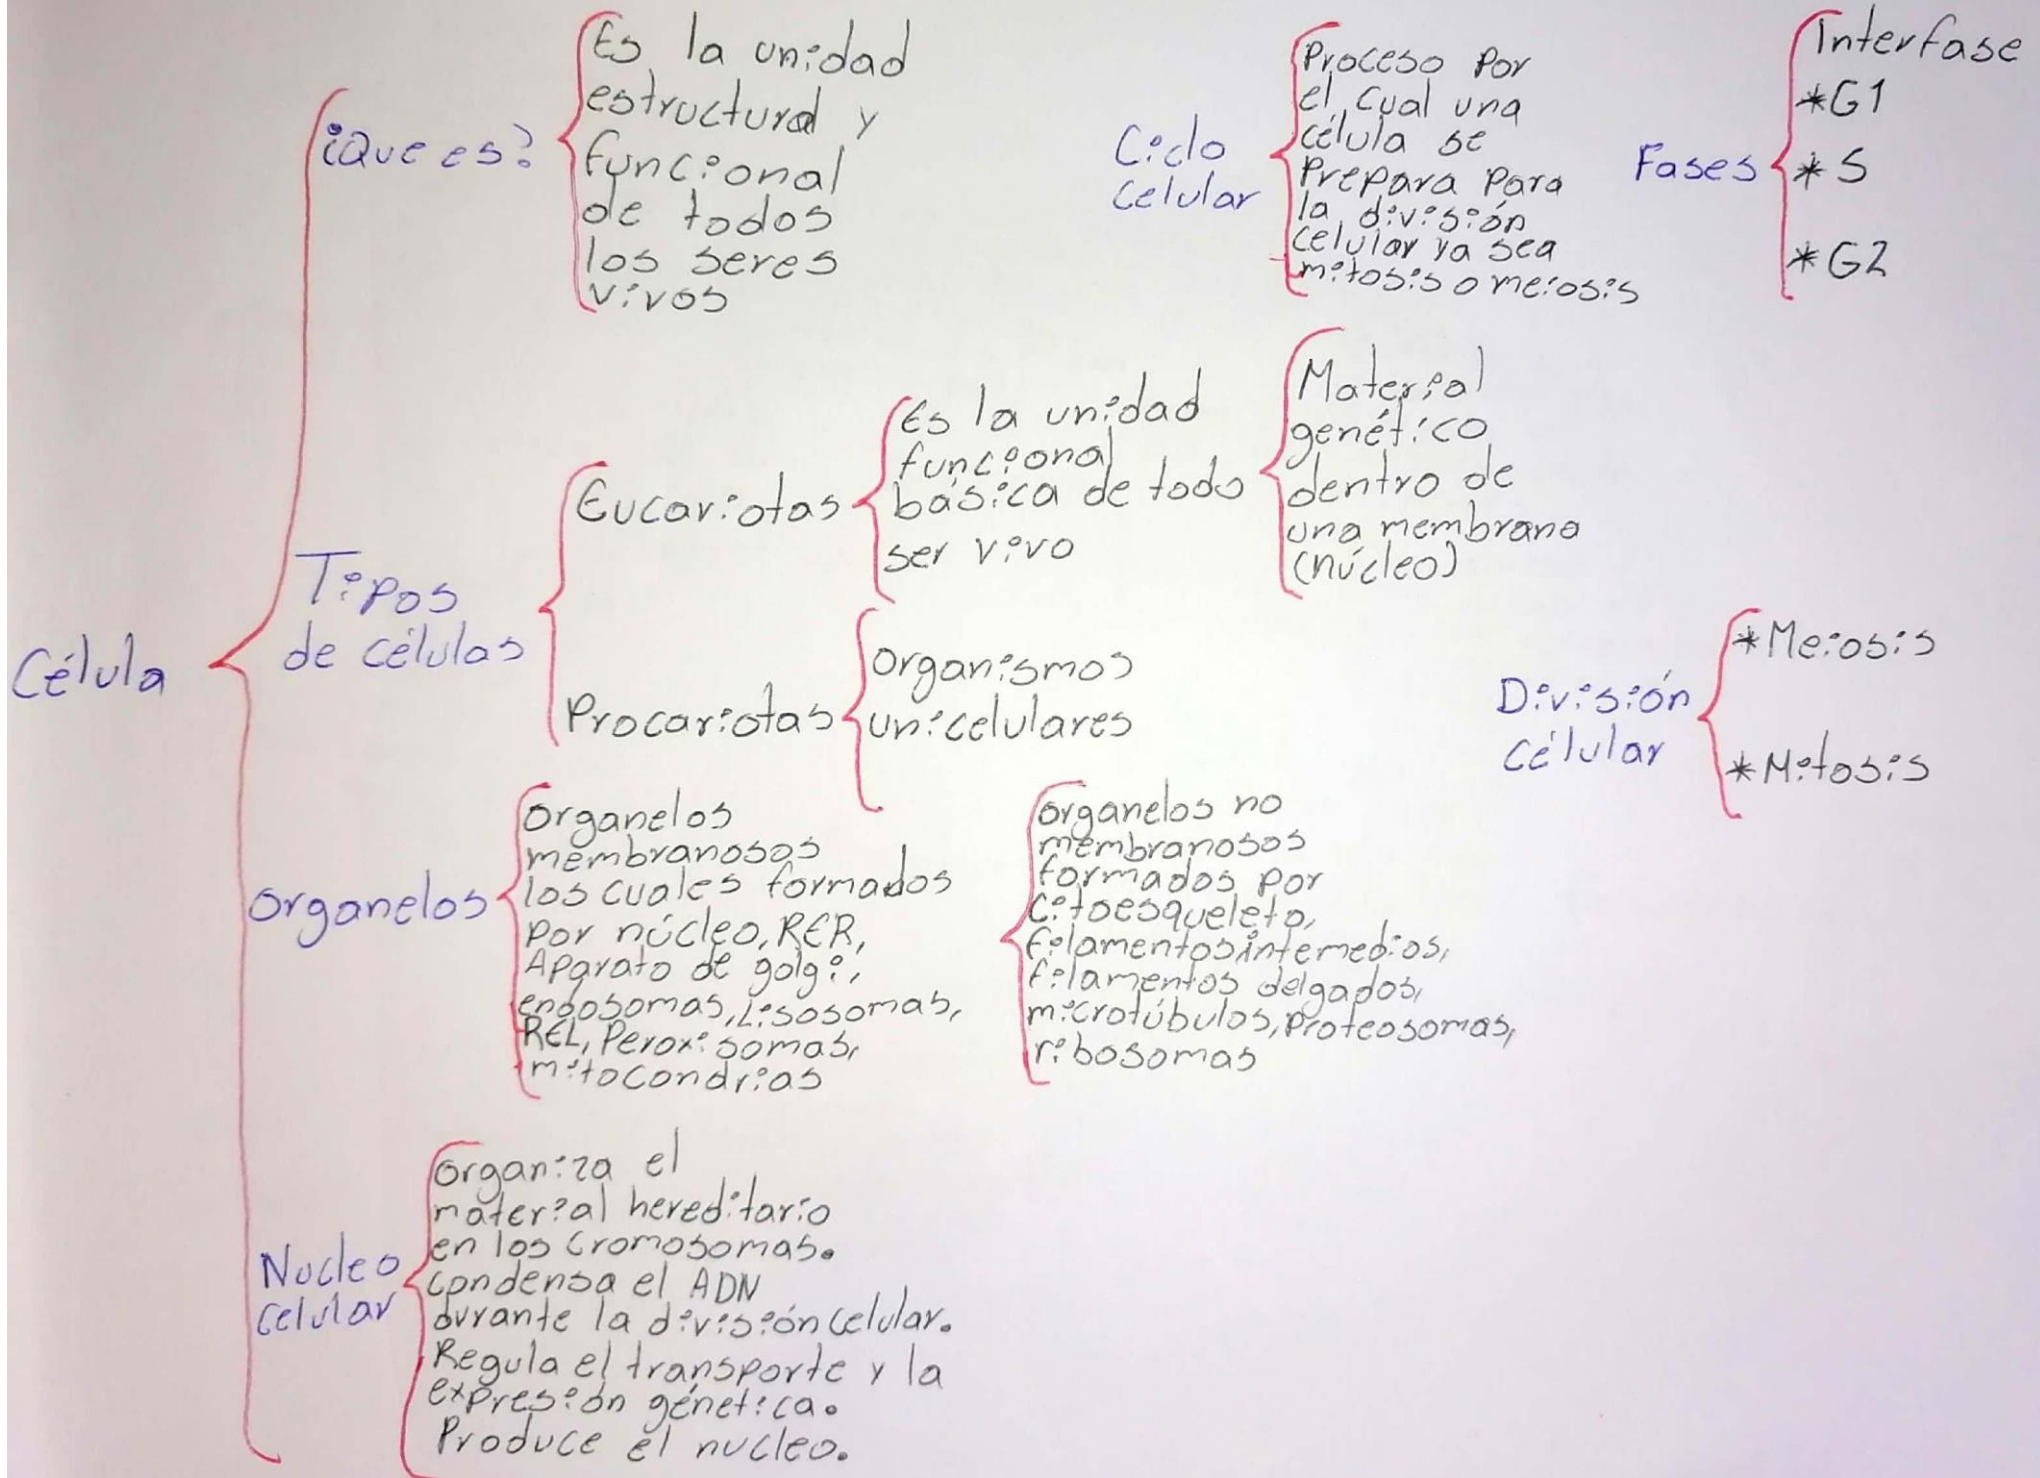 Célula
¿Que es?
Es la unidad
estructural y
funcional
de todos
los seres
vivos
Tipos
de células
Eucariotas
Es la unidad
funcional
básica de todo
ser vivo
Material
genético
dentro de
una membrana
(núcleo)
Procariotas
organismos
unicelulares
organelos
organelos
membranosos
los cuales formados
por núcleo, RER,
Aparato de golgi,
endosomas, Lisosomas,
REL, Peroxisomas,
mitocondrias
organelos no
membranosos
formados por
citoesqueleto,
filamentos intemedios,
filamentos delgados,
microtúbulos, Proteosomas,
ribosomas
Nucleo
celular
organiza el
material hereditario
en los cromosomas.
condensa el ADN
durante la división celular.
Regula el transporte y la
expresión génetica.
Produce el nucleo.
Ciclo
celular
Proceso Por
el cual una
célula se
Prepara para
la división
celular ya sea
mitosis o meiosis
Fases
Interfase
*G1
*S
*G2
División
célular
*Meiosis
*Mitosis